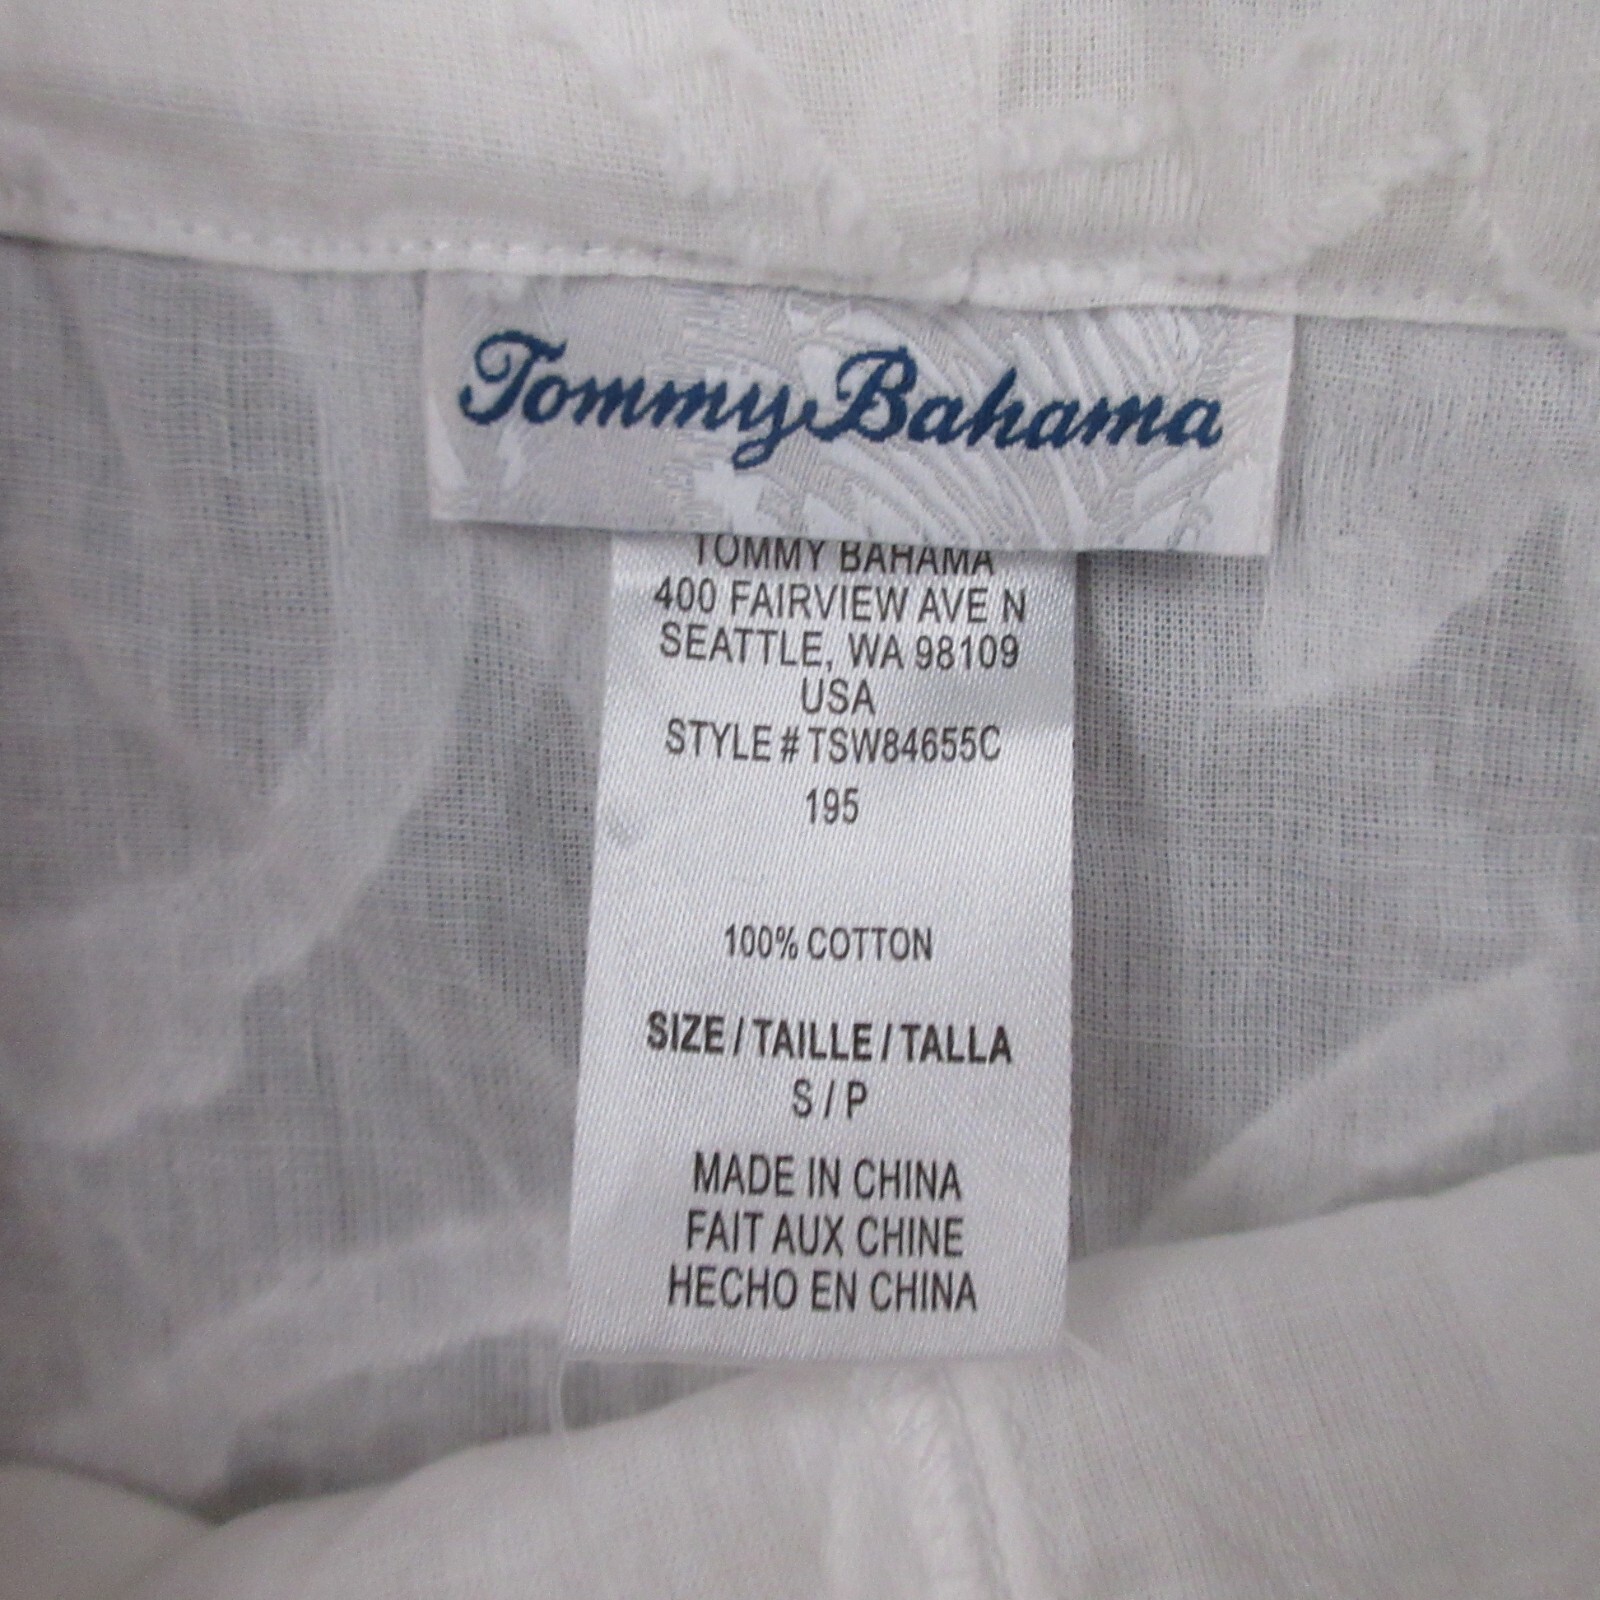 Tommy Bahama
TOMMY BAHAMA
400 FAIRVIEW AVE N
SEATTLE, WA 98109
USA
STYLE # TSW84655C
195
100% COTTON
SIZE / TAILLE / TALLA
S / P
MADE IN CHINA
FAIT AUX CHINE
HECHO EN CHINA